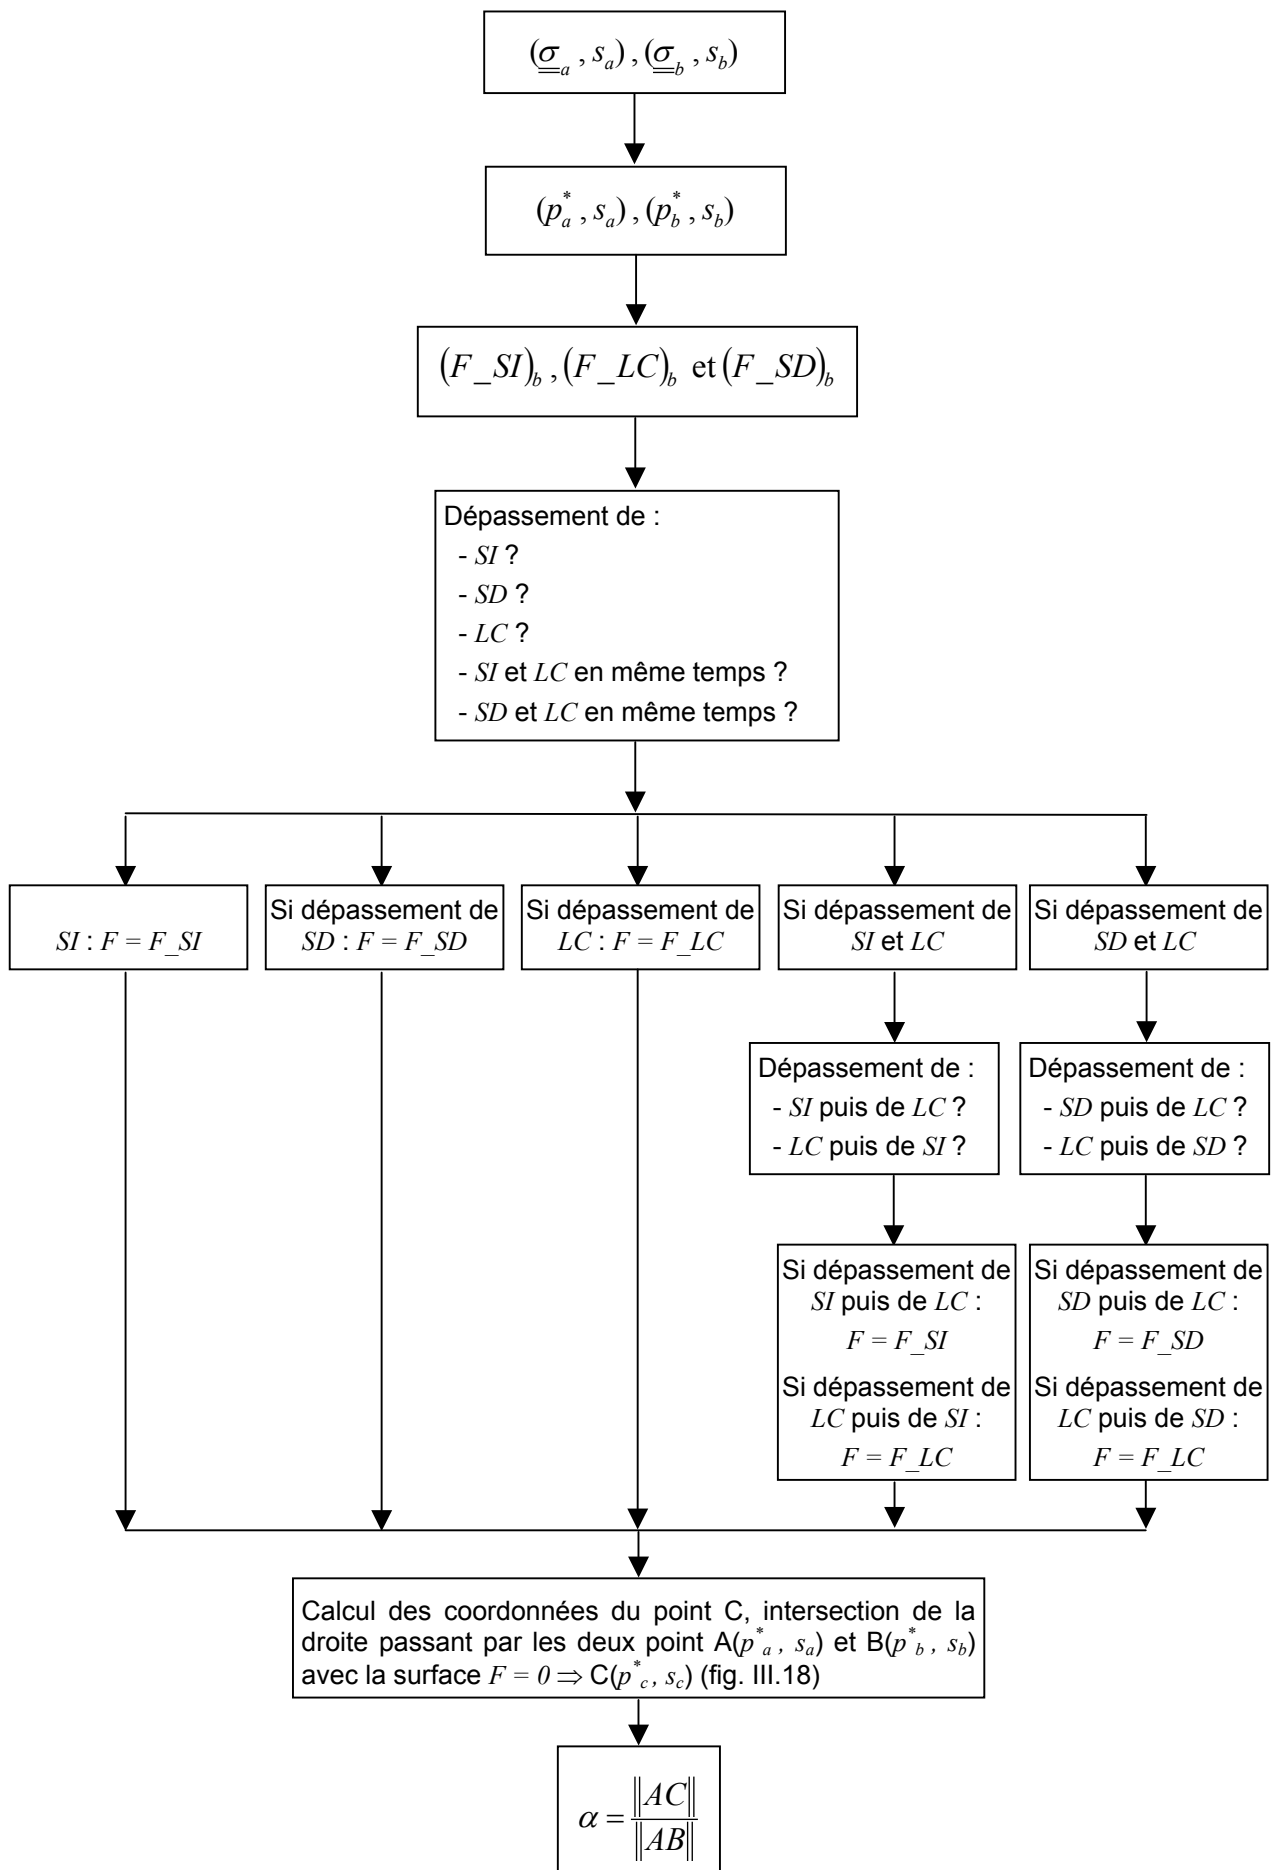 (σ_a , s_a) , (σ_b , s_b)
(p*_a , s_a) , (p*_b , s_b)
(F_SI)_b , (F_LC)_b et (F_SD)_b
Dépassement de :
- SI ?
- SD ?
- LC ?
- SI et LC en même temps ?
- SD et LC en même temps ?
SI : F = F_SI
Si dépassement de
SD : F = F_SD
Si dépassement de
LC : F = F_LC
Si dépassement de
SI et LC
Si dépassement de
SD et LC
Dépassement de :
- SI puis de LC ?
- LC puis de SI ?
Dépassement de :
- SD puis de LC ?
- LC puis de SD ?
Si dépassement de
SI puis de LC :
F = F_SI
Si dépassement de
LC puis de SI :
F = F_LC
Si dépassement de
SD puis de LC :
F = F_SD
Si dépassement de
LC puis de SD :
F = F_LC
Calcul des coordonnées du point C, intersection de la
droite passant par les deux point A(p*_a , s_a) et B(p*_b , s_b)
avec la surface F = 0 ⇒ C(p*_c, s_c) (fig. III.18)
α = ‖AC‖ / ‖AB‖